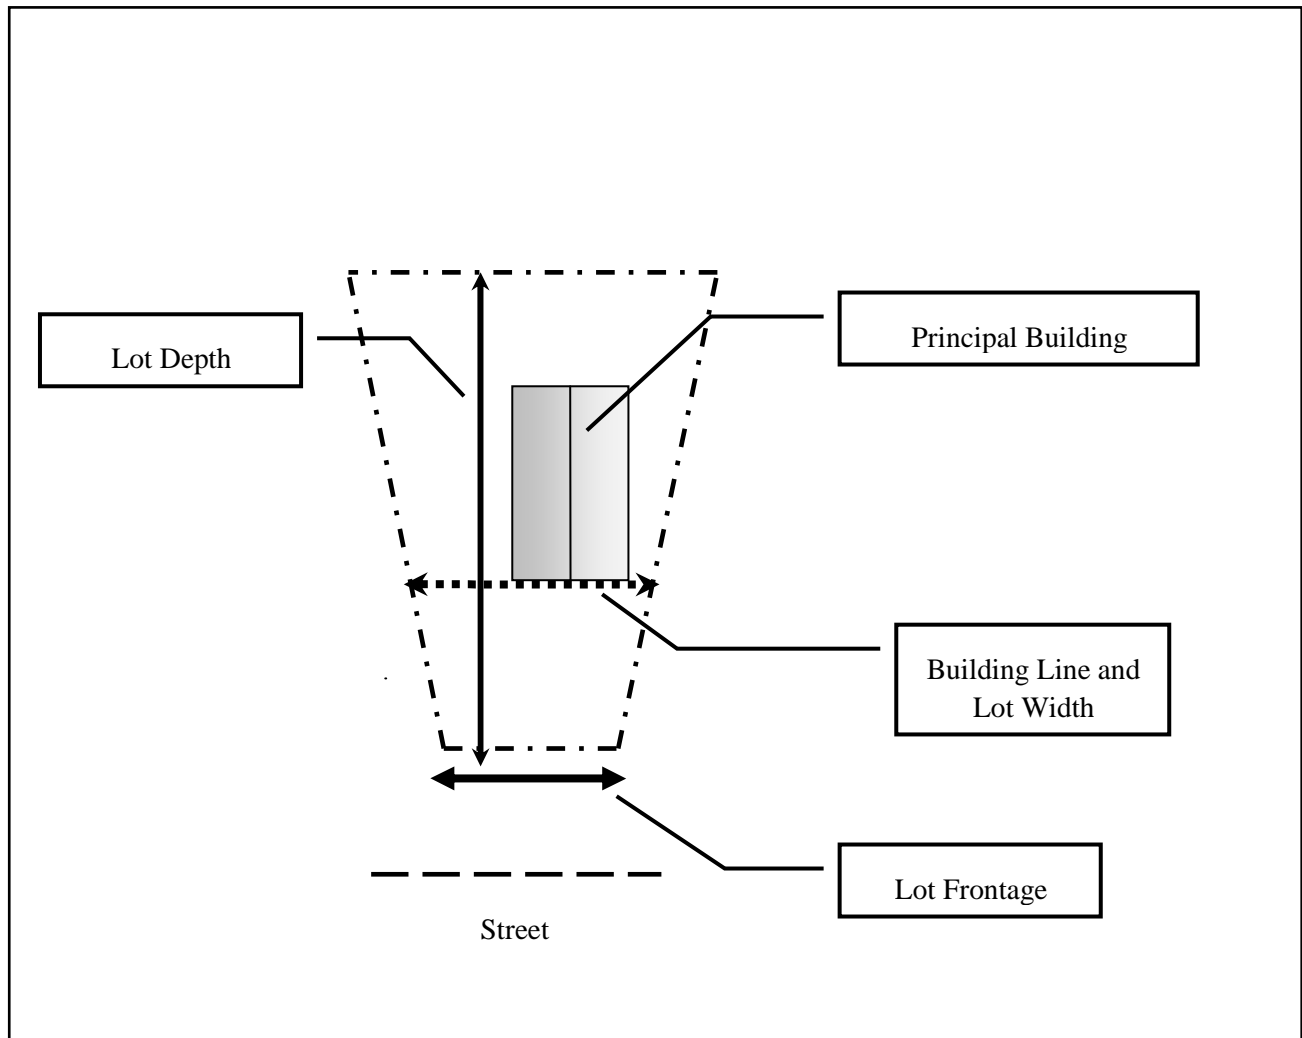 Lot Depth
Principal Building
Building Line and
Lot Width
Lot Frontage
Street